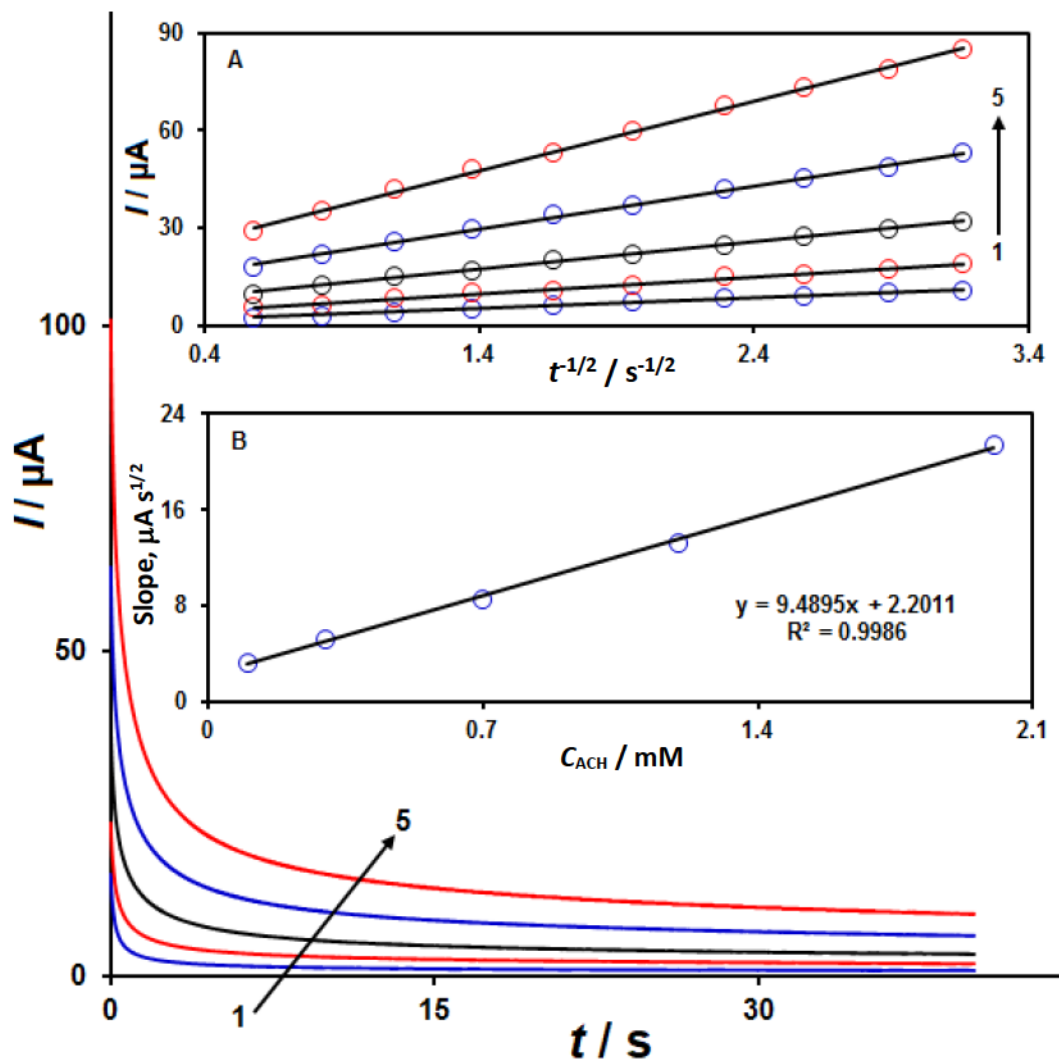 A
90
60
30
0
I / μA
0.4
1.4
2.4
3.4
t-1/2 / s-1/2
5
1
B
24
16
8
0
Slope, μA s1/2
0
0.7
1.4
2.1
CACH / mM
y = 9.4895x + 2.2011
R² = 0.9986
I / μA
100
50
0
0
15
30
t / s
5
1